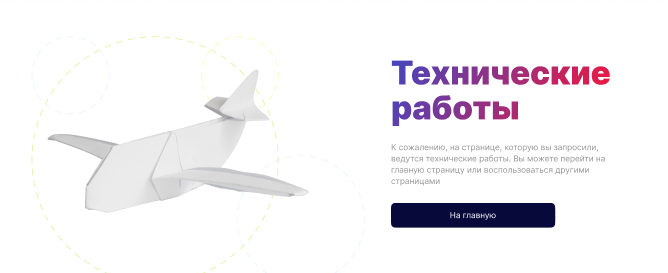 Технические
работы
К сожалению, на странице, которую вы запросили,
ведутся технические работы. Вы можете перейти на
главную страницу или воспользоваться другими
страницами
На главную